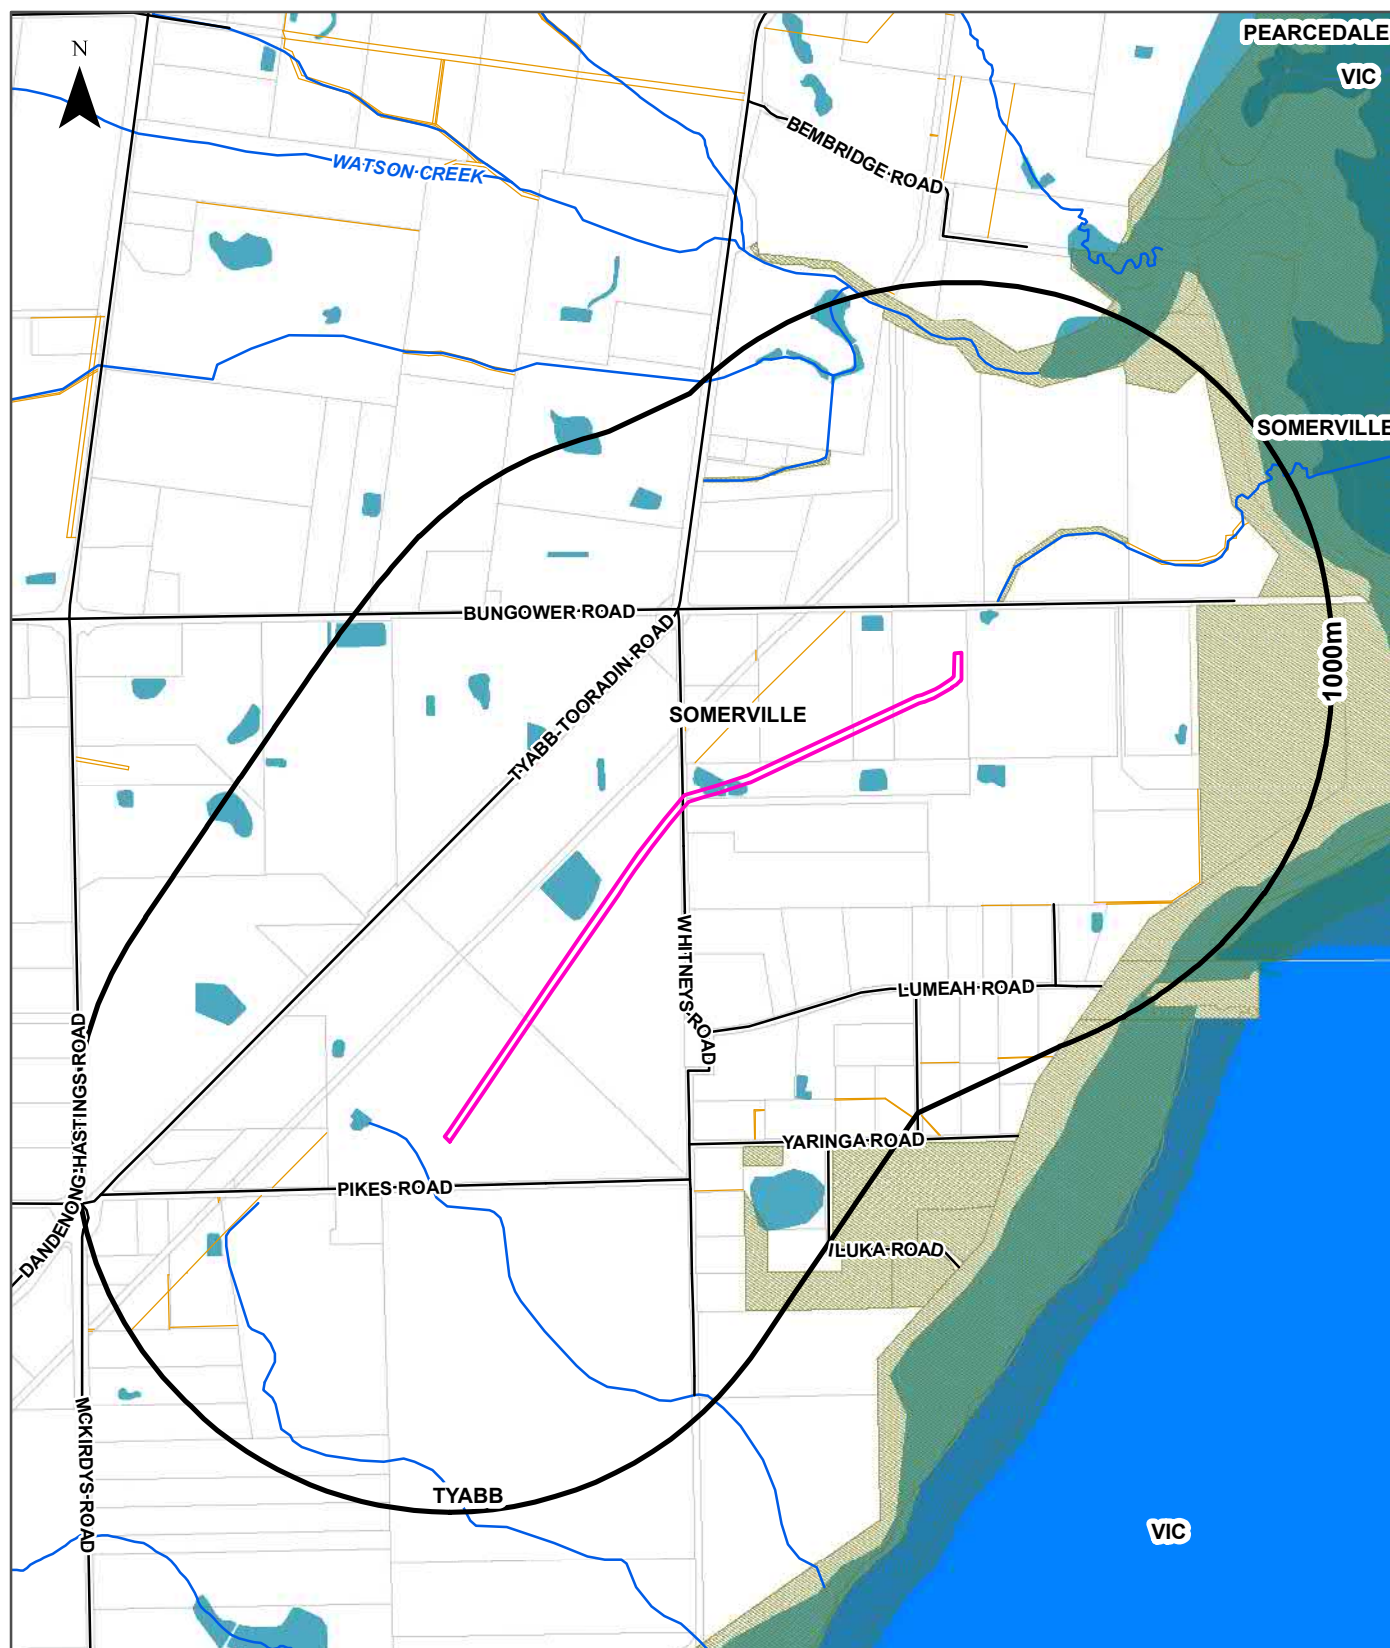 PEARCEDALE
N
VIC
BEMBRIDGE ROAD
WATSON CREEK
SOMERVILLE
BUNGOWER ROAD
1000m
TYABB-TOORADIN ROAD
SOMERVILLE
WHITNEYS ROAD
LUMEAH ROAD
DANDENONG-HASTINGS ROAD
YARINGA ROAD
PIKES ROAD
ILUKA ROAD
MCKIRDYS ROAD
TYABB
VIC